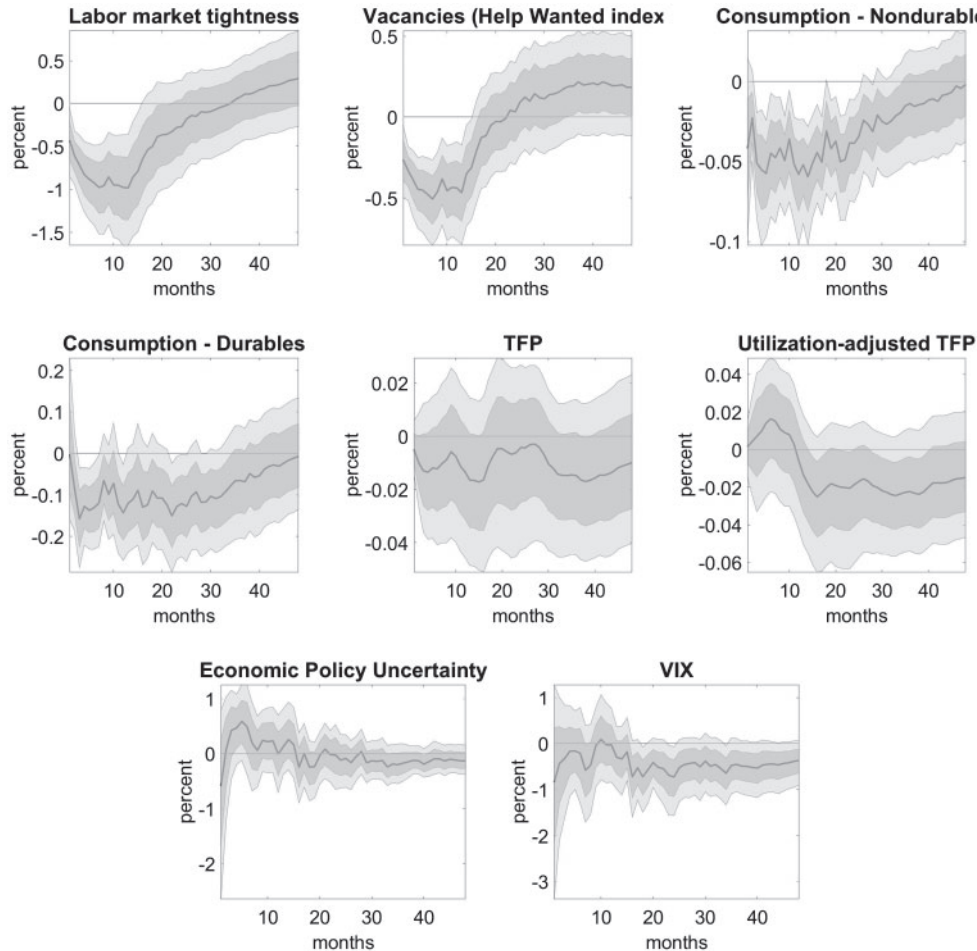 Labor market tightness
percent
0.5
0
-0.5
-1
-1.5
10 20 30 40
months
Vacancies (Help Wanted index
percent
0.5
0
-0.5
10 20 30 40
months
Consumption - Nondurable
percent
0
-0.05
-0.1
10 20 30 40
months
Consumption - Durables
percent
0.2
0.1
0
-0.1
-0.2
10 20 30 40
months
TFP
percent
0.02
0
-0.02
-0.04
10 20 30 40
months
Utilization-adjusted TFP
percent
0.04
0.02
0
-0.02
-0.04
-0.06
10 20 30 40
months
Economic Policy Uncertainty
percent
1
0
-1
-2
10 20 30 40
months
VIX
percent
1
0
-1
-2
-3
10 20 30 40
months